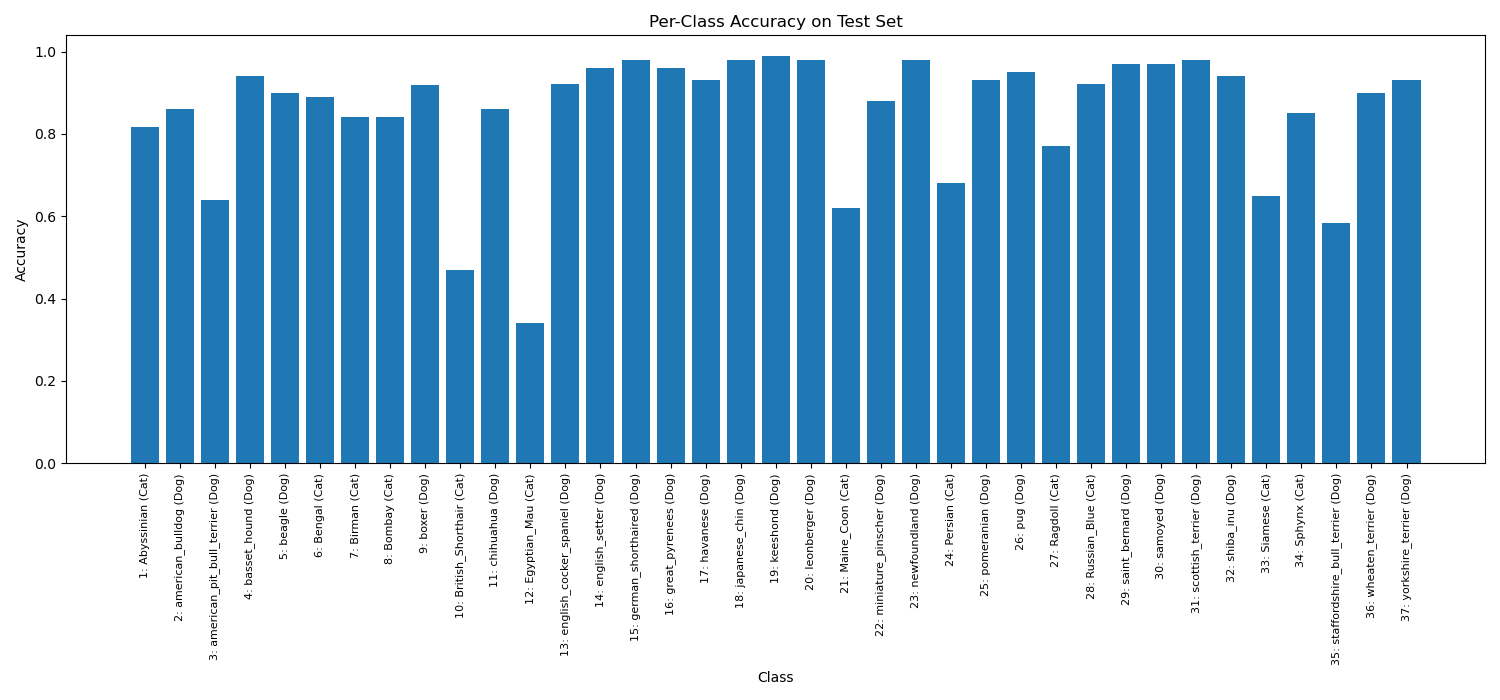 Per-Class Accuracy on Test Set
Accuracy
1.0
0.8
0.6
0.4
0.2
0.0
1: Abyssinian (Cat)
2: american_bulldog (Dog)
3: american_pit_bull_terrier (Dog)
4: basset_hound (Dog)
5: beagle (Dog)
6: Bengal (Cat)
7: Birman (Cat)
8: Bombay (Cat)
9: boxer (Dog)
10: British_Shorthair (Cat)
11: chihuahua (Dog)
12: Egyptian_Mau (Cat)
13: english_cocker_spaniel (Dog)
14: english_setter (Dog)
15: german_shorthaired (Dog)
16: great_pyrenees (Dog)
17: havanese (Dog)
18: japanese_chin (Dog)
19: keeshond (Dog)
20: leonberger (Dog)
21: Maine_Coon (Cat)
22: miniature_pinscher (Dog)
23: newfoundland (Dog)
24: Persian (Cat)
25: pomeranian (Dog)
26: pug (Dog)
27: Ragdoll (Cat)
28: Russian_Blue (Cat)
29: saint_bernard (Dog)
30: samoyed (Dog)
31: scottish_terrier (Dog)
32: shiba_inu (Dog)
33: Siamese (Cat)
34: Sphynx (Cat)
35: staffordshire_bull_terrier (Dog)
36: wheaten_terrier (Dog)
37: yorkshire_terrier (Dog)
Class